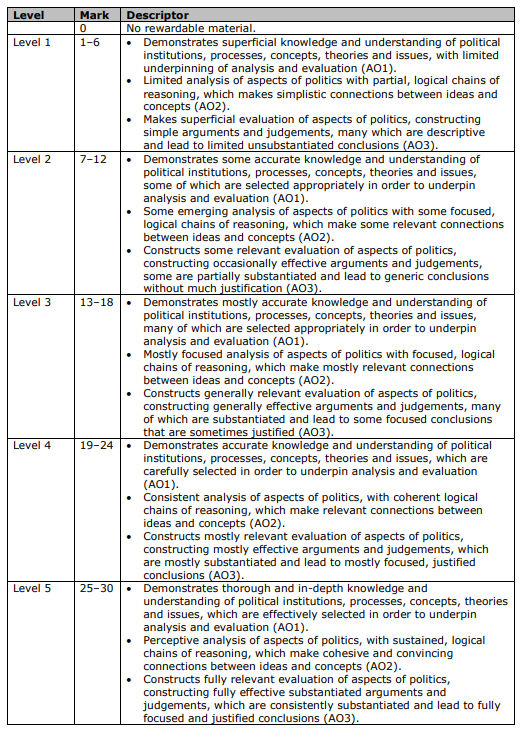 Level Mark Descriptor
0 No rewardable material.
Level 1 1–6 • Demonstrates superficial knowledge and understanding of political
institutions, processes, concepts, theories and issues, with limited
underpinning of analysis and evaluation (AO1).
• Limited analysis of aspects of politics with partial, logical chains of
reasoning, which makes simplistic connections between ideas and
concepts (AO2).
• Makes superficial evaluation of aspects of politics, constructing
simple arguments and judgements, many which are descriptive
and lead to limited unsubstantiated conclusions (AO3).
Level 2 7–12 • Demonstrates some accurate knowledge and understanding of
political institutions, processes, concepts, theories and issues,
some of which are selected appropriately in order to underpin
analysis and evaluation (AO1).
• Some emerging analysis of aspects of politics with some focused,
logical chains of reasoning, which make some relevant connections
between ideas and concepts (AO2).
• Constructs some relevant evaluation of aspects of politics,
constructing occasionally effective arguments and judgements,
some are partially substantiated and lead to generic conclusions
without much justification (AO3).
Level 3 13–18 • Demonstrates mostly accurate knowledge and understanding of
political institutions, processes, concepts, theories and issues,
many of which are selected appropriately in order to underpin
analysis and evaluation (AO1).
• Mostly focused analysis of aspects of politics with focused, logical
chains of reasoning, which make mostly relevant connections
between ideas and concepts (AO2).
• Constructs generally relevant evaluation of aspects of politics,
constructing generally effective arguments and judgements, many
of which are substantiated and lead to some focused conclusions
that are sometimes justified (AO3).
Level 4 19–24 • Demonstrates accurate knowledge and understanding of political
institutions, processes, concepts, theories and issues, which are
carefully selected in order to underpin analysis and evaluation
(AO1).
• Consistent analysis of aspects of politics, with coherent logical
chains of reasoning, which make relevant connections between
ideas and concepts (AO2).
• Constructs mostly relevant evaluation of aspects of politics,
constructing mostly effective arguments and judgements, which
are mostly substantiated and lead to mostly focused, justified
conclusions (AO3).
Level 5 25–30 • Demonstrates thorough and in-depth knowledge and
understanding of political institutions, processes, concepts, theories
and issues, which are effectively selected in order to underpin
analysis and evaluation (AO1).
• Perceptive analysis of aspects of politics, with sustained, logical
chains of reasoning, which make cohesive and convincing
connections between ideas and concepts (AO2).
• Constructs fully relevant evaluation of aspects of politics,
constructing fully effective substantiated arguments and
judgements, which are consistently substantiated and lead to fully
focused and justified conclusions (AO3).